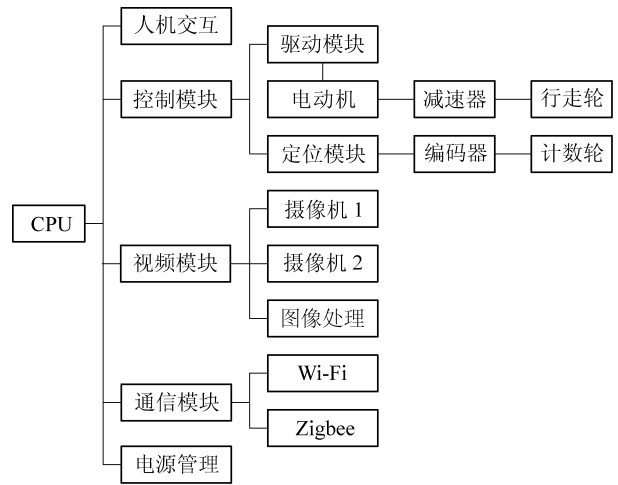 人机交互
驱动模块
控制模块
电动机
减速器
行走轮
定位模块
编码器
计数轮
CPU
摄像机 1
视频模块
摄像机 2
图像处理
Wi-Fi
通信模块
Zigbee
电源管理